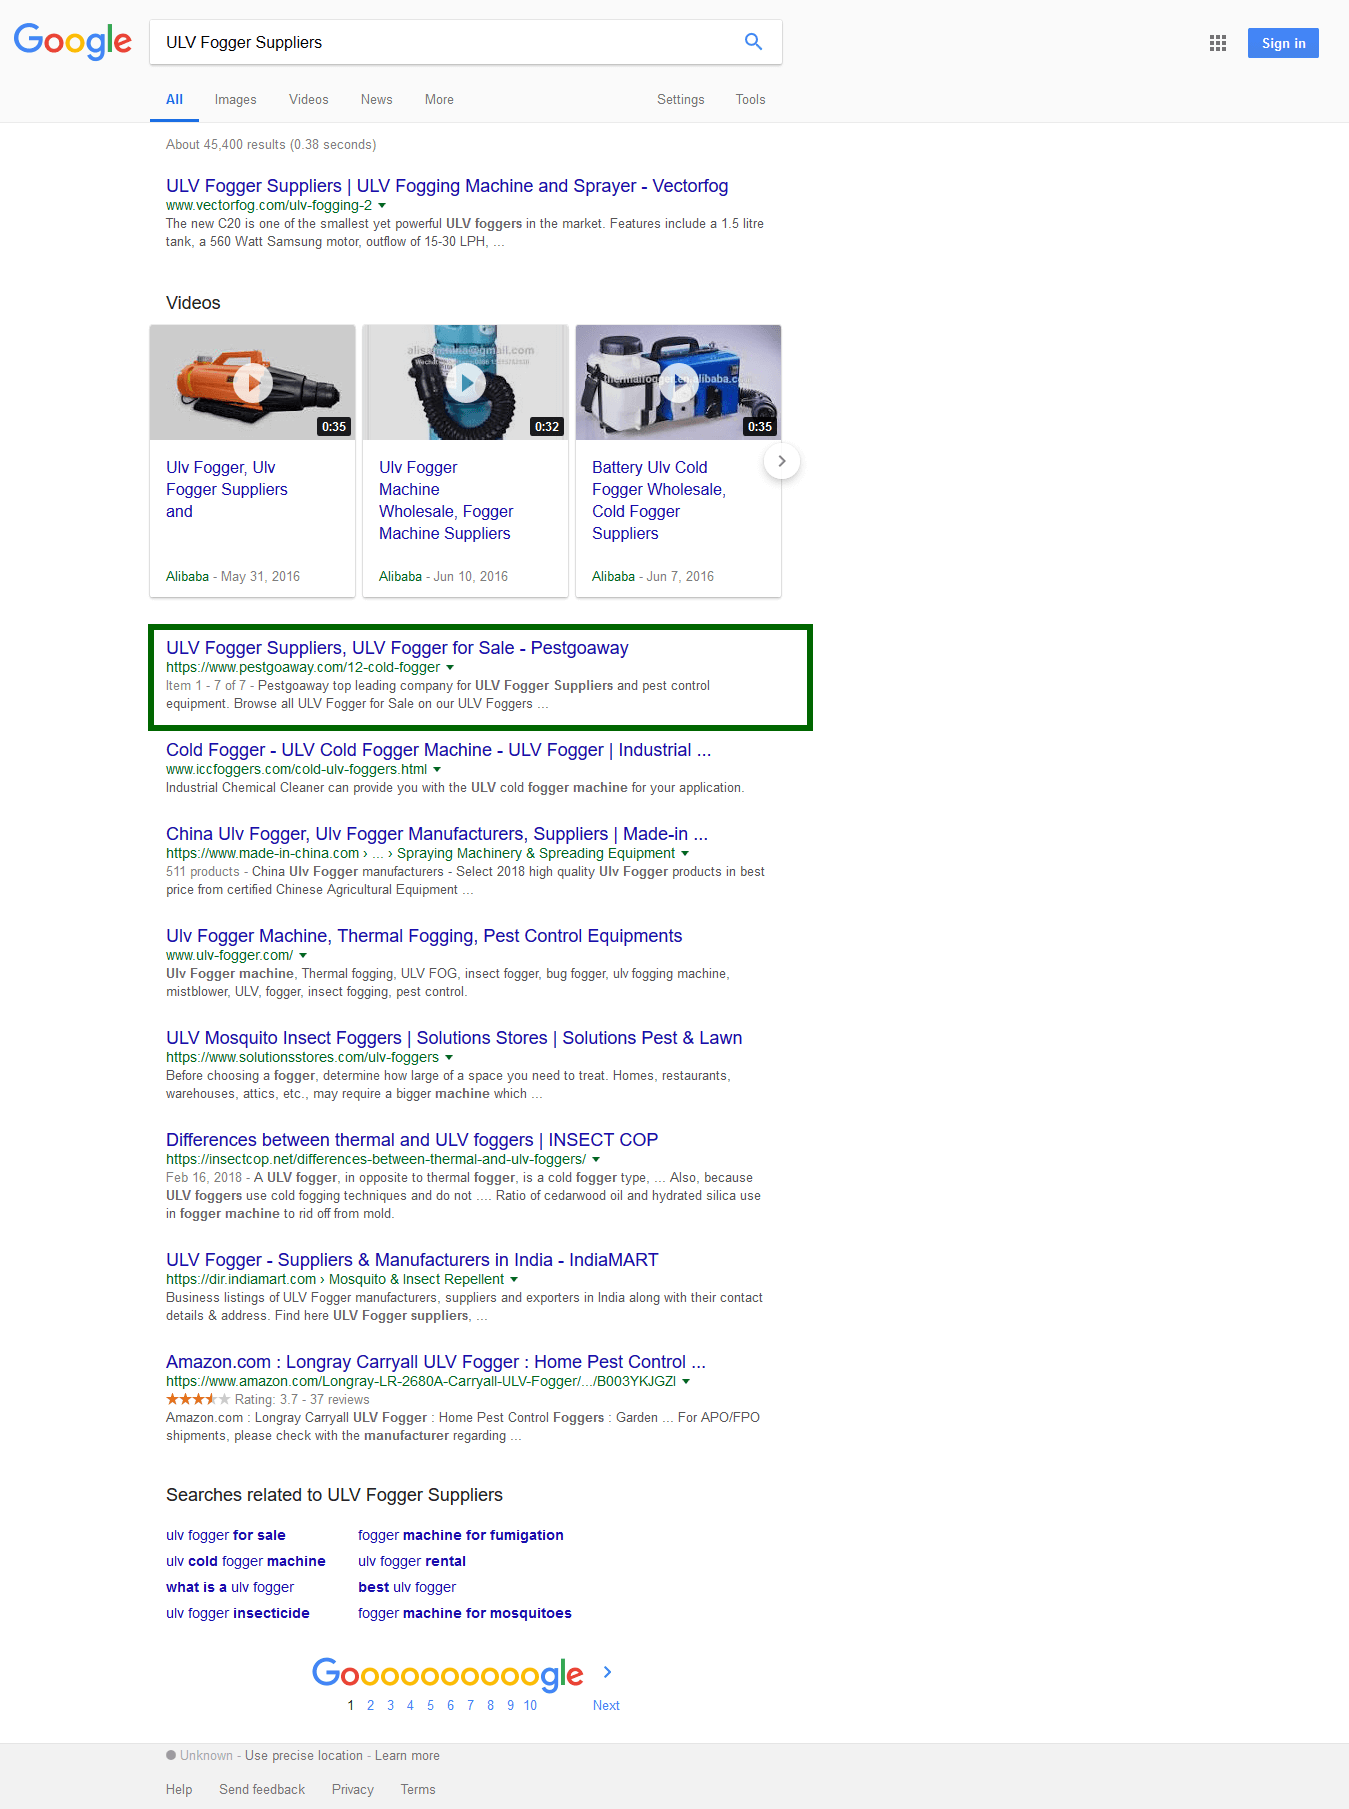 Google
ULV Fogger Suppliers
Sign in
All Images Videos News More Settings Tools
About 45,400 results (0.38 seconds)
ULV Fogger Suppliers | ULV Fogging Machine and Sprayer - Vectorfog
www.vectorfog.com/ulv-fogging-2
The new C20 is one of the smallest yet powerful ULV foggers in the market. Features include a 1.5 litre
tank, a 560 Watt Samsung motor, outflow of 15-30 LPH, ...
Videos
0:35
Ulv Fogger, Ulv
Fogger Suppliers
and
Alibaba - May 31, 2016
0:32
Ulv Fogger
Machine
Wholesale, Fogger
Machine Suppliers
Alibaba - Jun 10, 2016
0:35
Battery Ulv Cold
Fogger Wholesale,
Cold Fogger
Suppliers
Alibaba - Jun 7, 2016
ULV Fogger Suppliers, ULV Fogger for Sale - Pestgoaway
https://www.pestgoaway.com/12-cold-fogger
Item 1 - 7 of 7 - Pestgoaway top leading company for ULV Fogger Suppliers and pest control
equipment. Browse all ULV Fogger for Sale on our ULV Foggers ...
Cold Fogger - ULV Cold Fogger Machine - ULV Fogger | Industrial ...
www.iccfoggers.com/cold-ulv-foggers.html
Industrial Chemical Cleaner can provide you with the ULV cold fogger machine for your application.
China Ulv Fogger, Ulv Fogger Manufacturers, Suppliers | Made-in ...
https://www.made-in-china.com › ... › Spraying Machinery & Spreading Equipment
511 products - China Ulv Fogger manufacturers - Select 2018 high quality Ulv Fogger products in best
price from certified Chinese Agricultural Equipment ...
Ulv Fogger Machine, Thermal Fogging, Pest Control Equipments
www.ulv-fogger.com/
Ulv Fogger machine, Thermal fogging, ULV FOG, insect fogger, bug fogger, ulv fogging machine,
mistblower, ULV, fogger, insect fogging, pest control.
ULV Mosquito Insect Foggers | Solutions Stores | Solutions Pest & Lawn
https://www.solutionsstores.com/ulv-foggers
Before choosing a fogger, determine how large of a space you need to treat. Homes, restaurants,
warehouses, attics, etc., may require a bigger machine which ...
Differences between thermal and ULV foggers | INSECT COP
https://insectcop.net/differences-between-thermal-and-ulv-foggers/
Feb 16, 2018 - A ULV fogger, in opposite to thermal fogger, is a cold fogger type, ... Also, because
ULV foggers use cold fogging techniques and do not .... Ratio of cedarwood oil and hydrated silica use
in fogger machine to rid off from mold.
ULV Fogger - Suppliers & Manufacturers in India - IndiaMART
https://dir.indiamart.com › Mosquito & Insect Repellent
Business listings of ULV Fogger manufacturers, suppliers and exporters in India along with their contact
details & address. Find here ULV Fogger suppliers, ...
Amazon.com : Longray Carryall ULV Fogger : Home Pest Control ...
https://www.amazon.com/Longray-LR-2680A-Carryall-ULV-Fogger/.../B003YKJGZI
Rating: 3.7 - 37 reviews
Amazon.com : Longray Carryall ULV Fogger : Home Pest Control Foggers : Garden ... For APO/FPO
shipments, please check with the manufacturer regarding ...
Searches related to ULV Fogger Suppliers
ulv fogger for sale fogger machine for fumigation
ulv cold fogger machine ulv fogger rental
what is a ulv fogger best ulv fogger
ulv fogger insecticide fogger machine for mosquitoes
Goooooooooogle
1 2 3 4 5 6 7 8 9 10 Next
Unknown - Use precise location - Learn more
Help Send feedback Privacy Terms